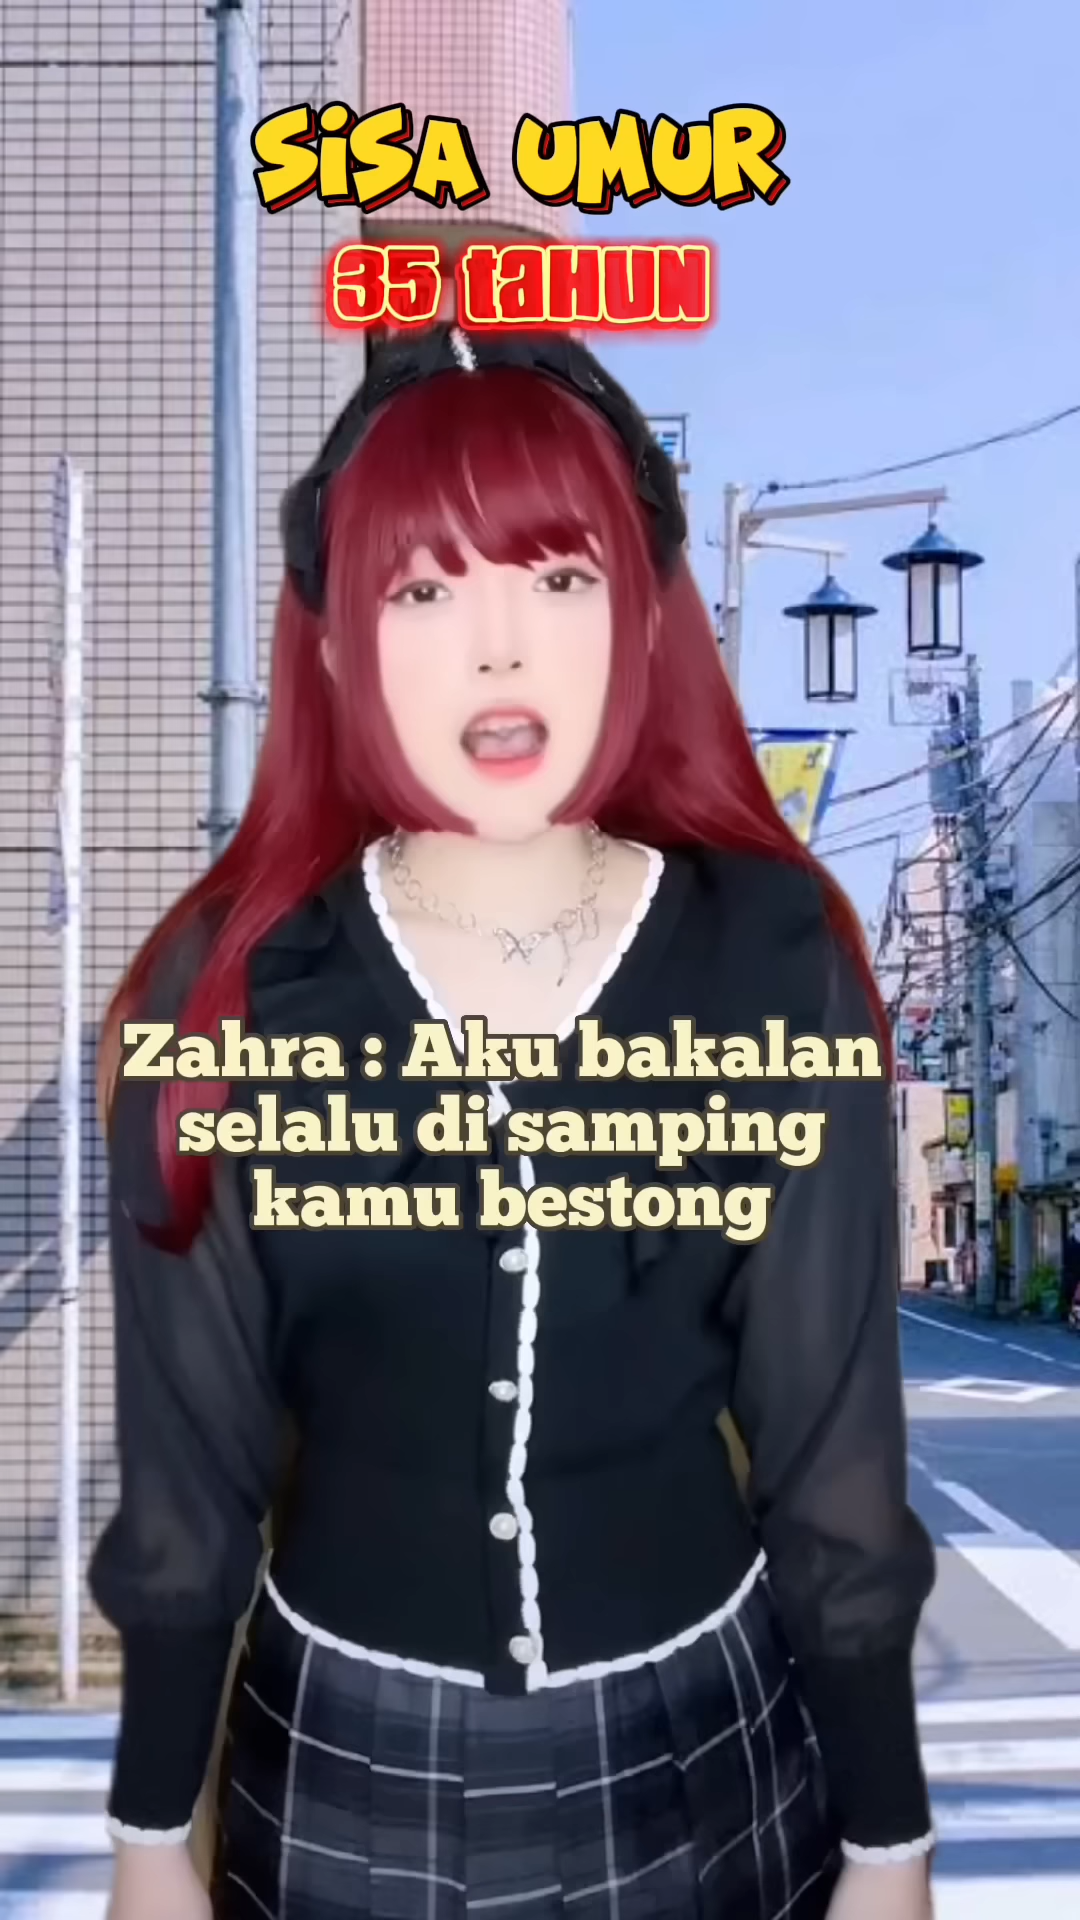 SiSA UMUR
35 tahun
Zahra : Aku bakalan
selalu di samping
kamu bestong